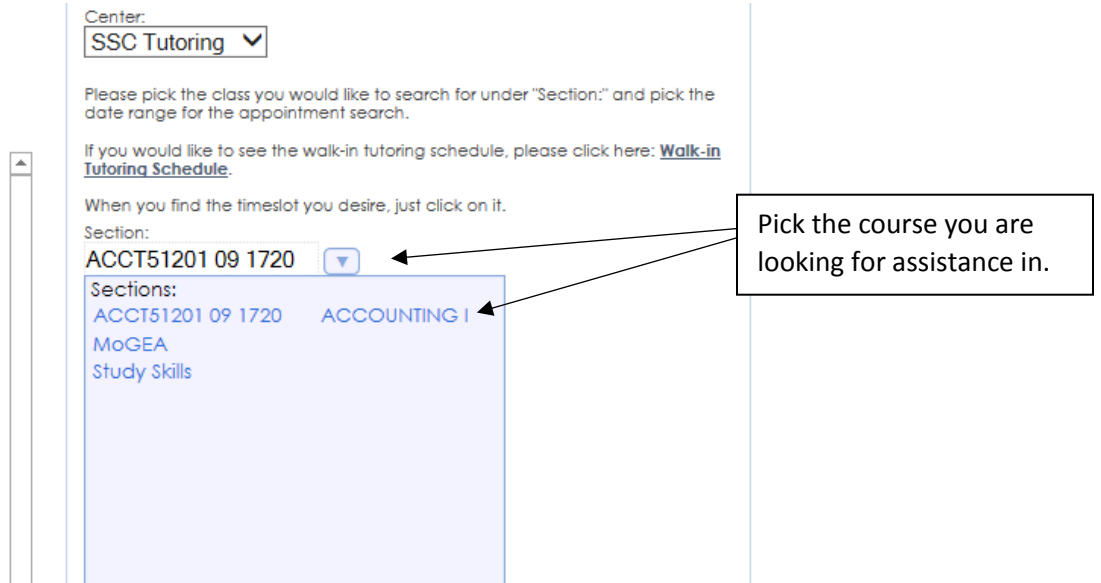 Center:
SSC Tutoring
Please pick the class you would like to search for under "Section:" and pick the
date range for the appointment search.
If you would like to see the walk-in tutoring schedule, please click here: Walk-in
Tutoring Schedule.
When you find the timeslot you desire, just click on it.
Section:
ACCT51201 09 1720
Sections:
ACCT51201 09 1720 ACCOUNTING I
MoGEA
Study Skills
Pick the course you are
looking for assistance in.